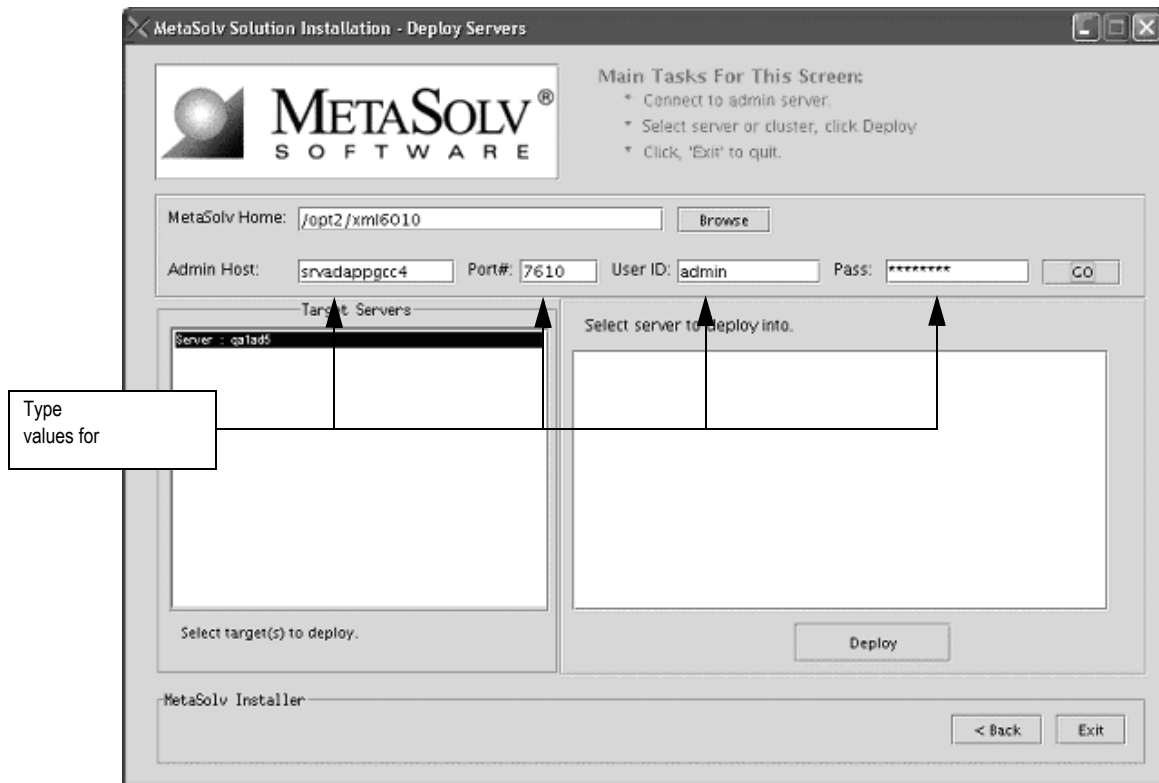 MetaSolv Solution Installation - Deploy Servers
METASOLV®
SOFTWARE
Main Tasks For This Screen:
* Connect to admin server.
* Select server or cluster, click Deploy
* Click, 'Exit' to quit.
MetaSolv Home: /opt2/xml6010 Browse
Admin Host: srvadappgcc4 Port#: 7610 User ID: admin Pass: ******** GO
Target Servers
Server : qa1ad5
Select server to deploy into.
Type
values for
Select target(s) to deploy.
Deploy
MetaSolv Installer
< Back Exit